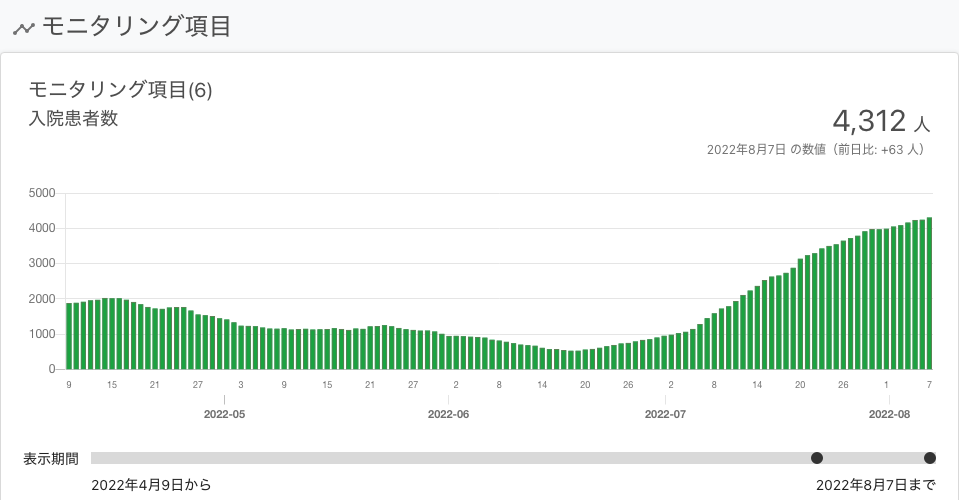 モニタリング項目
モニタリング項目(6)
入院患者数
4,312 人
2022年8月7日 の数値（前日比: +63 人）
5000
4000
3000
2000
1000
0
9 15 21 27 3 9 15 21 27 2 8 14 20 26 2 8 14 20 26 1 7
2022-05 2022-06 2022-07 2022-08
表示期間
2022年4月9日から 2022年8月7日まで